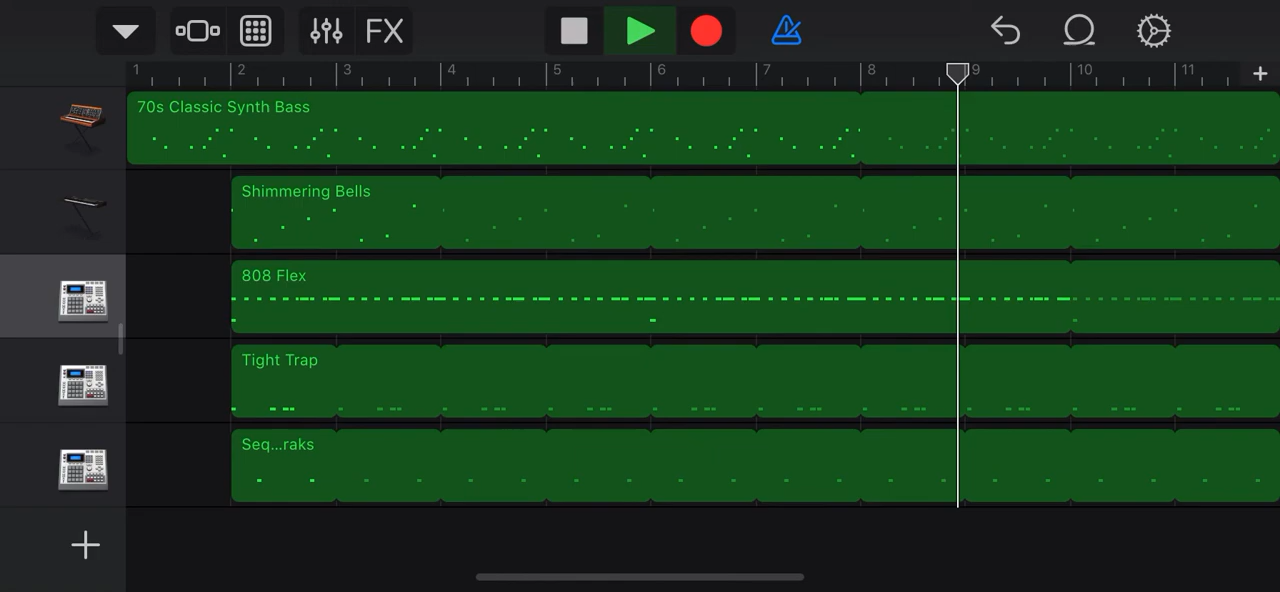 FX
1 2 3 4 5 6 7 8 9 10 11
70s Classic Synth Bass
Shimmering Bells
808 Flex
Tight Trap
Seq...raks